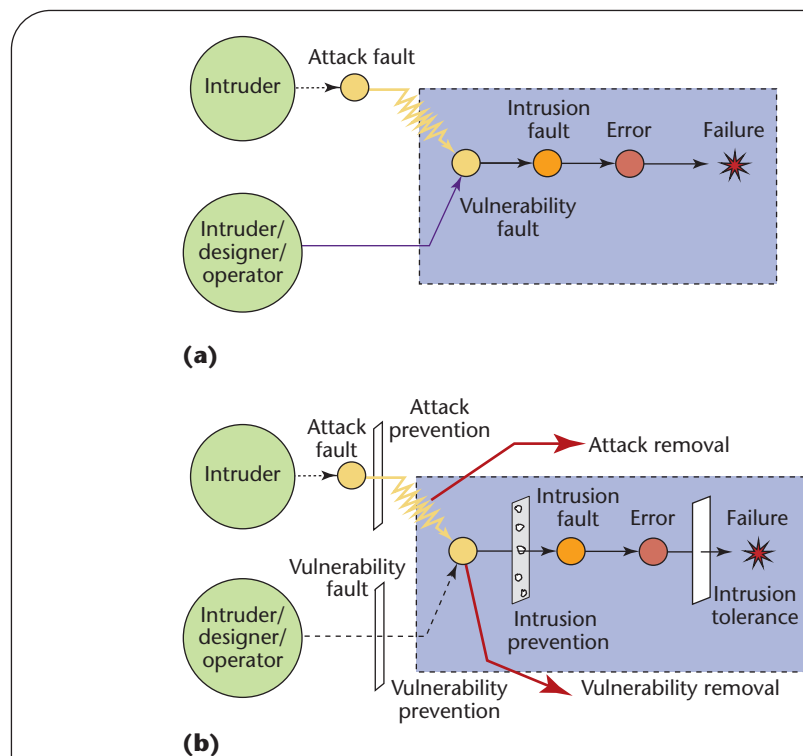 Attack fault
Intruder
Intrusion
fault
Error
Failure
Vulnerability
fault
Intruder/
designer/
operator
(a)
Attack
prevention
Attack
fault
Attack removal
Intruder
Intrusion
fault
Error
Failure
Vulnerability
fault
Intrusion
tolerance
Intruder/
designer/
operator
Intrusion
prevention
Vulnerability
prevention
Vulnerability removal
(b)